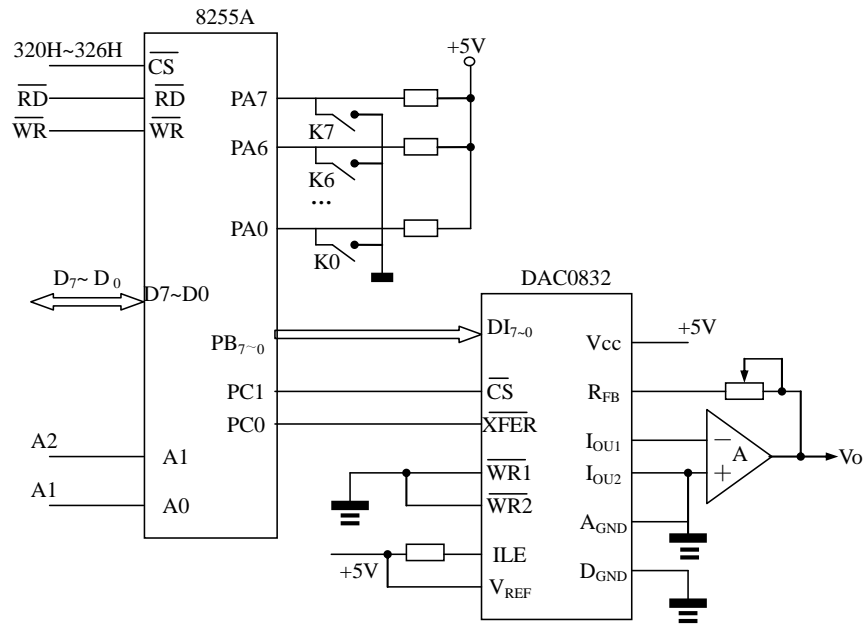 8255A
320H~326H
CS
RD
RD
WR
WR
PA7
PA6
PA0
+5V
K7
K6
...
K0
D7~ D0
D7~D0
PB7~0
PC1
PC0
A2
A1
A1
A0
DAC0832
DI7~0
CS
XFER
WR1
WR2
ILE
VREF
+5V
Vcc
+5V
RFB
IOU1
IOU2
AGND
DGND
−
A
+
Vo